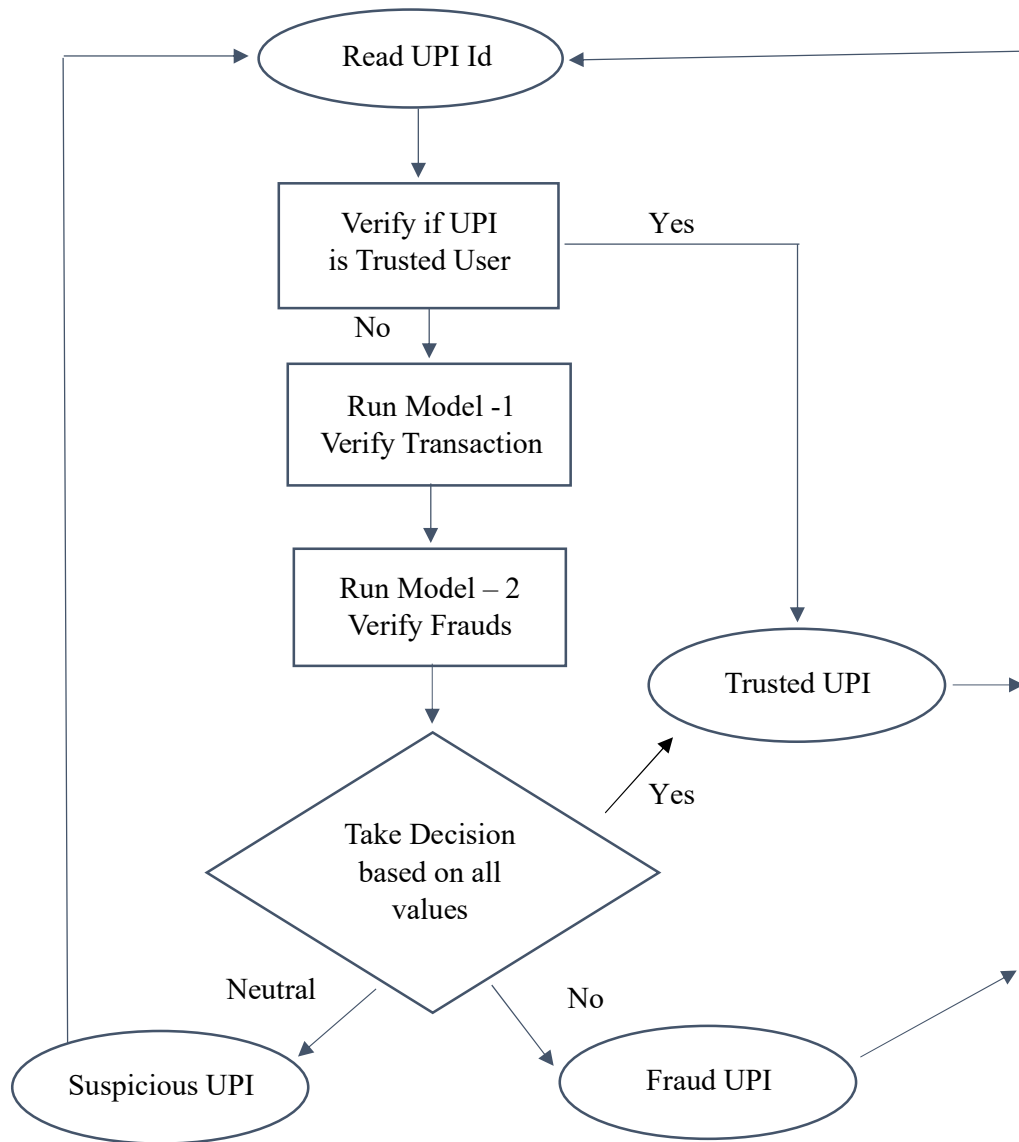 Read UPI Id
Verify if UPI
is Trusted User
Yes
No
Run Model -1
Verify Transaction
Run Model – 2
Verify Frauds
Trusted UPI
Yes
Take Decision
based on all
values
Neutral
No
Suspicious UPI
Fraud UPI